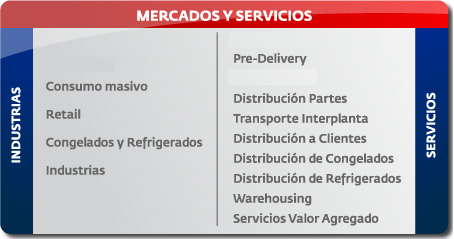 MERCADOS Y SERVICIOS
INDUSTRIAS
Consumo masivo
Retail
Congelados y Refrigerados
Industrias
Pre-Delivery
Distribución Partes
Transporte Interplanta
Distribución a Clientes
Distribución de Congelados
Distribución de Refrigerados
Warehousing
Servicios Valor Agregado
SERVICIOS